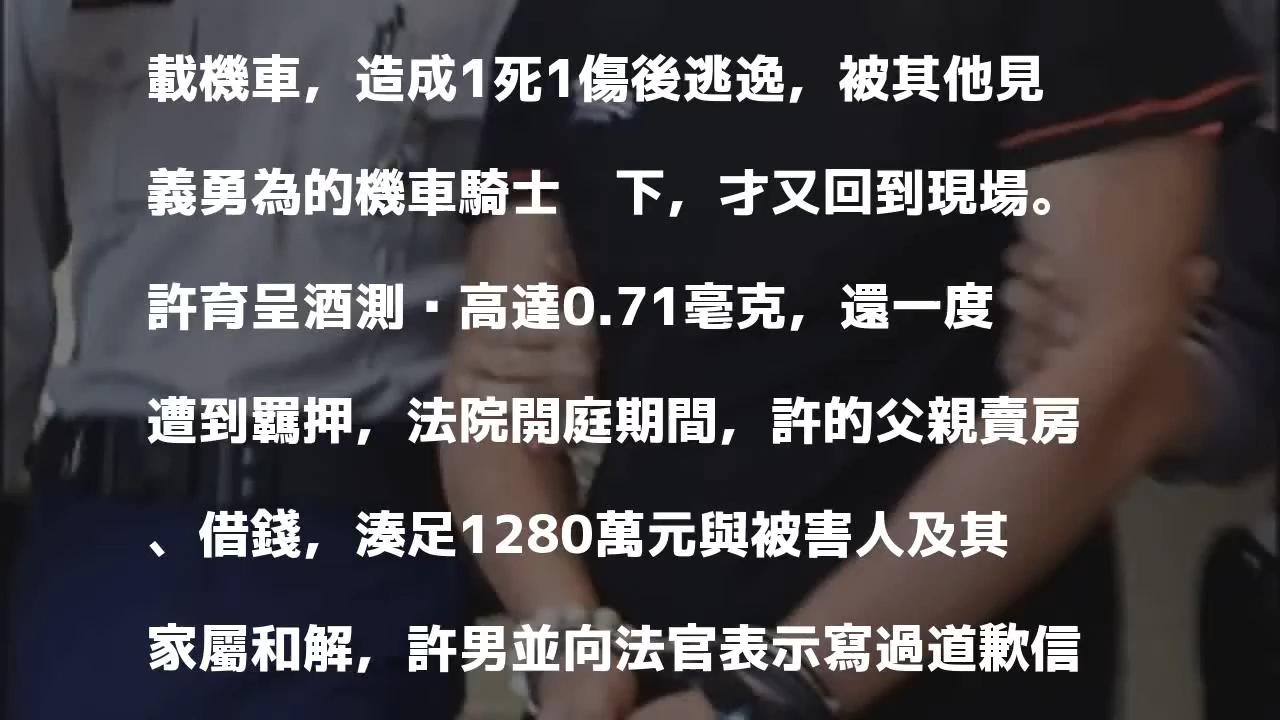 載機車，造成1死1傷後逃逸，被其他見
義勇為的機車騎士　下，才又回到現場。
許育呈酒測．高達0.71毫克，還一度
遭到羈押，法院開庭期間，許的父親賣房
、借錢，湊足1280萬元與被害人及其
家屬和解，許男並向法官表示寫過道歉信